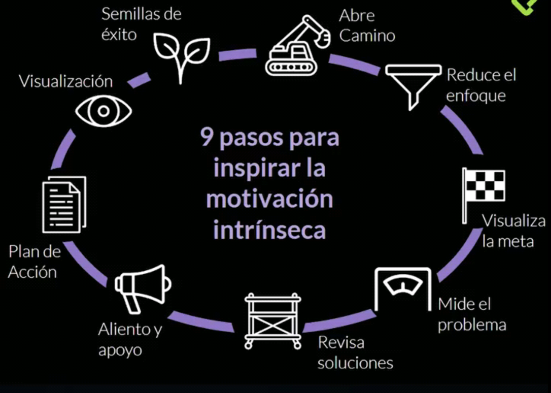 9 pasos para
inspirar la
motivación
intrínseca
Abre
Camino
Reduce el
enfoque
Visualiza
la meta
Mide el
problema
Revisa
soluciones
Aliento y
apoyo
Plan de
Acción
Visualización
Semillas de
éxito